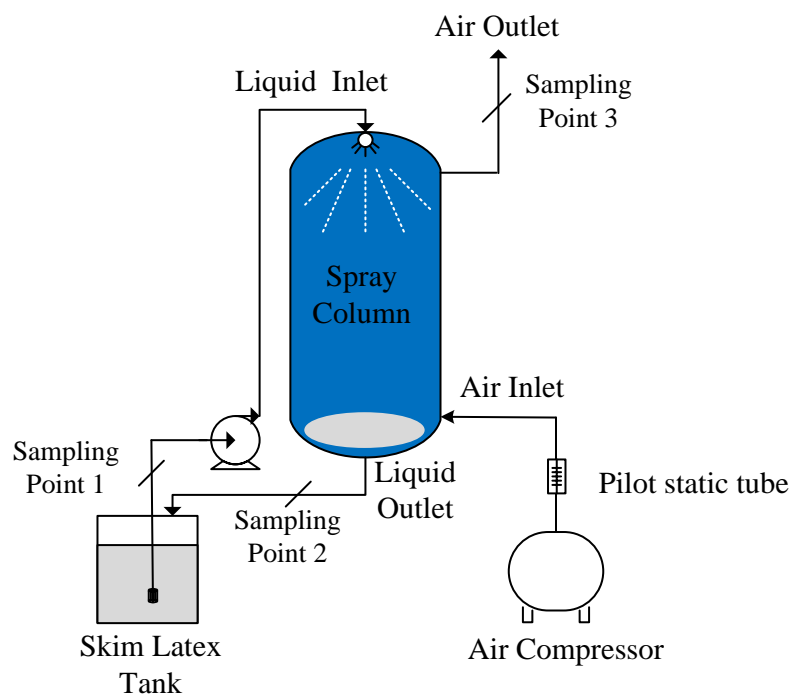 Air Outlet
Liquid Inlet
Sampling
Point 3
Spray
Column
Air Inlet
Sampling
Point 1
Liquid
Outlet
Pilot static tube
Sampling
Point 2
Skim Latex
Tank
Air Compressor